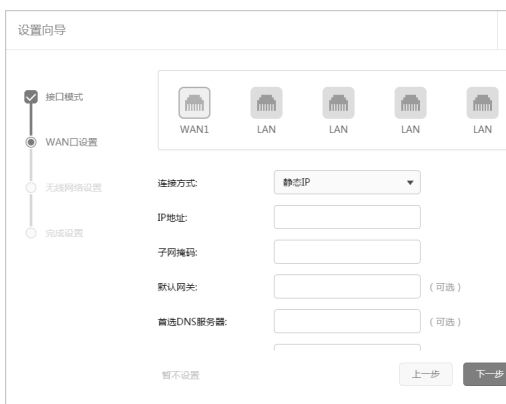 设置向导
接口模式
WAN口设置
无线网络设置
完成设置
WAN1 LAN LAN LAN LAN
连接方式: 静态IP
IP地址:
子网掩码:
默认网关: (可选)
首选DNS服务器: (可选)
暂不设置 上一步 下一步